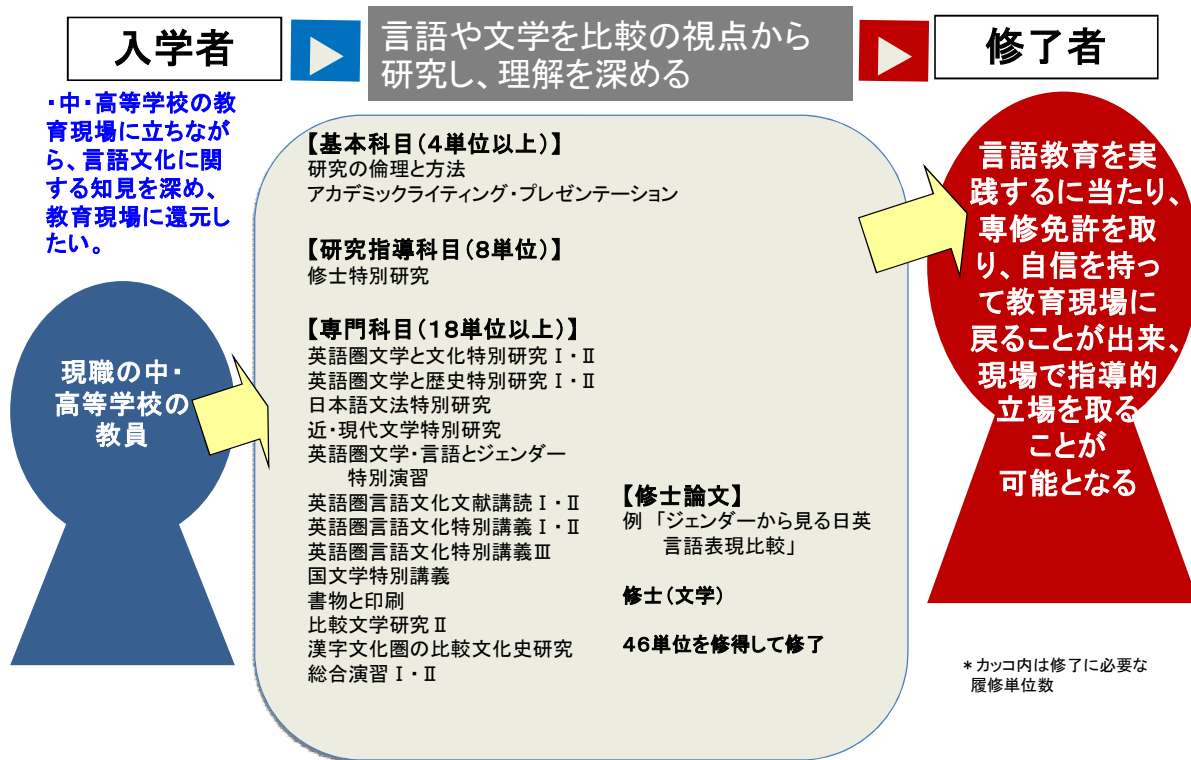 入学者
言語や文学を比較の視点から
研究し、理解を深める
修了者
・中・高等学校の教
育現場に立ちなが
ら、言語文化に関
する知見を深め、
教育現場に還元し
たい。
現職の中・
高等学校の
教員
【基本科目(4単位以上)】
研究の倫理と方法
アカデミックライティング・プレゼンテーション
【研究指導科目(8単位)】
修士特別研究
【専門科目(18単位以上)】
英語圏文学と文化特別研究Ⅰ・Ⅱ
英語圏文学と歴史特別研究Ⅰ・Ⅱ
日本語文法特別研究
近・現代文学特別研究
英語圏文学・言語とジェンダー
特別演習
英語圏言語文化文献講読Ⅰ・Ⅱ
英語圏言語文化特別講義Ⅰ・Ⅱ
英語圏言語文化特別講義Ⅲ
国文学特別講義
書物と印刷
比較文学研究Ⅱ
漢字文化圏の比較文化史研究
総合演習Ⅰ・Ⅱ
【修士論文】
例 「ジェンダーから見る日英
言語表現比較」
修士(文学)
46単位を修得して修了
言語教育を実
践するに当たり、
専修免許を取
り、自信を持っ
て教育現場に
戻ることが出来、
現場で指導的
立場を取る
ことが
可能となる
*カッコ内は修了に必要な
履修単位数